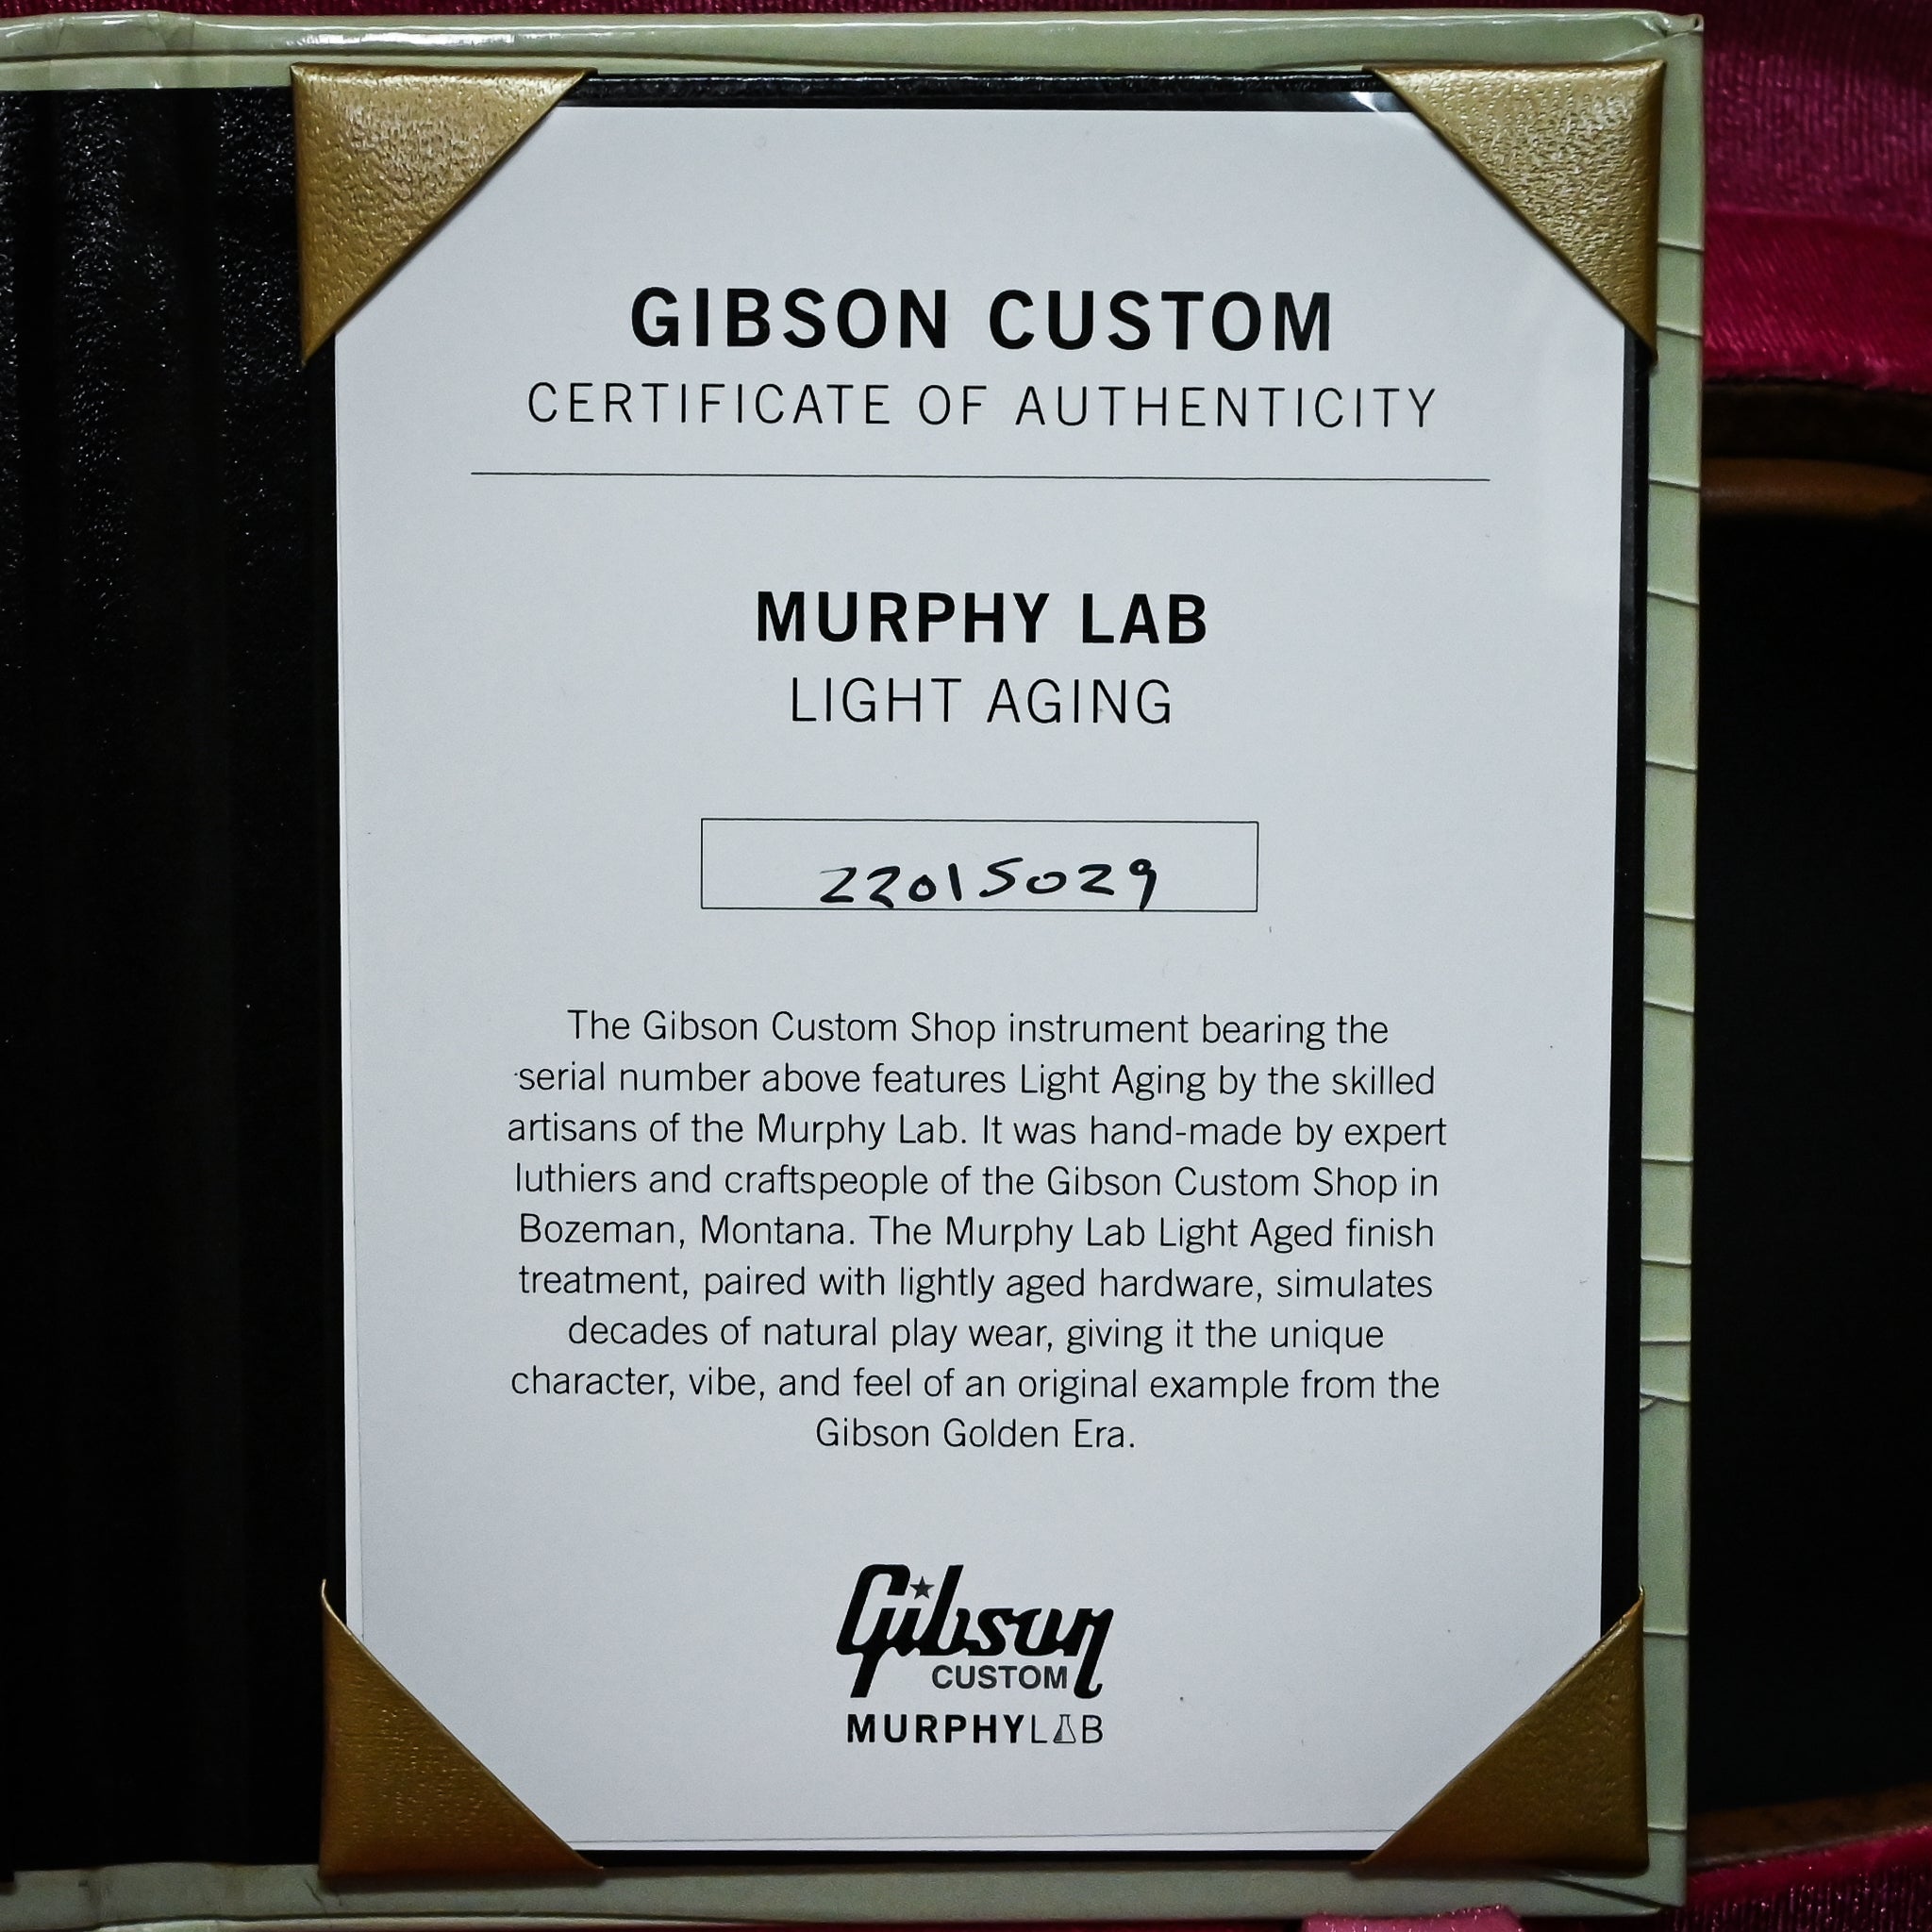 GIBSON CUSTOM
CERTIFICATE OF AUTHENTICITY
MURPHY LAB
LIGHT AGING
22015029
The Gibson Custom Shop instrument bearing the
serial number above features Light Aging by the skilled
artisans of the Murphy Lab. It was hand-made by expert
luthiers and craftspeople of the Gibson Custom Shop in
Bozeman, Montana. The Murphy Lab Light Aged finish
treatment, paired with lightly aged hardware, simulates
decades of natural play wear, giving it the unique
character, vibe, and feel of an original example from the
Gibson Golden Era.
Gibson
CUSTOM
MURPHYLAB